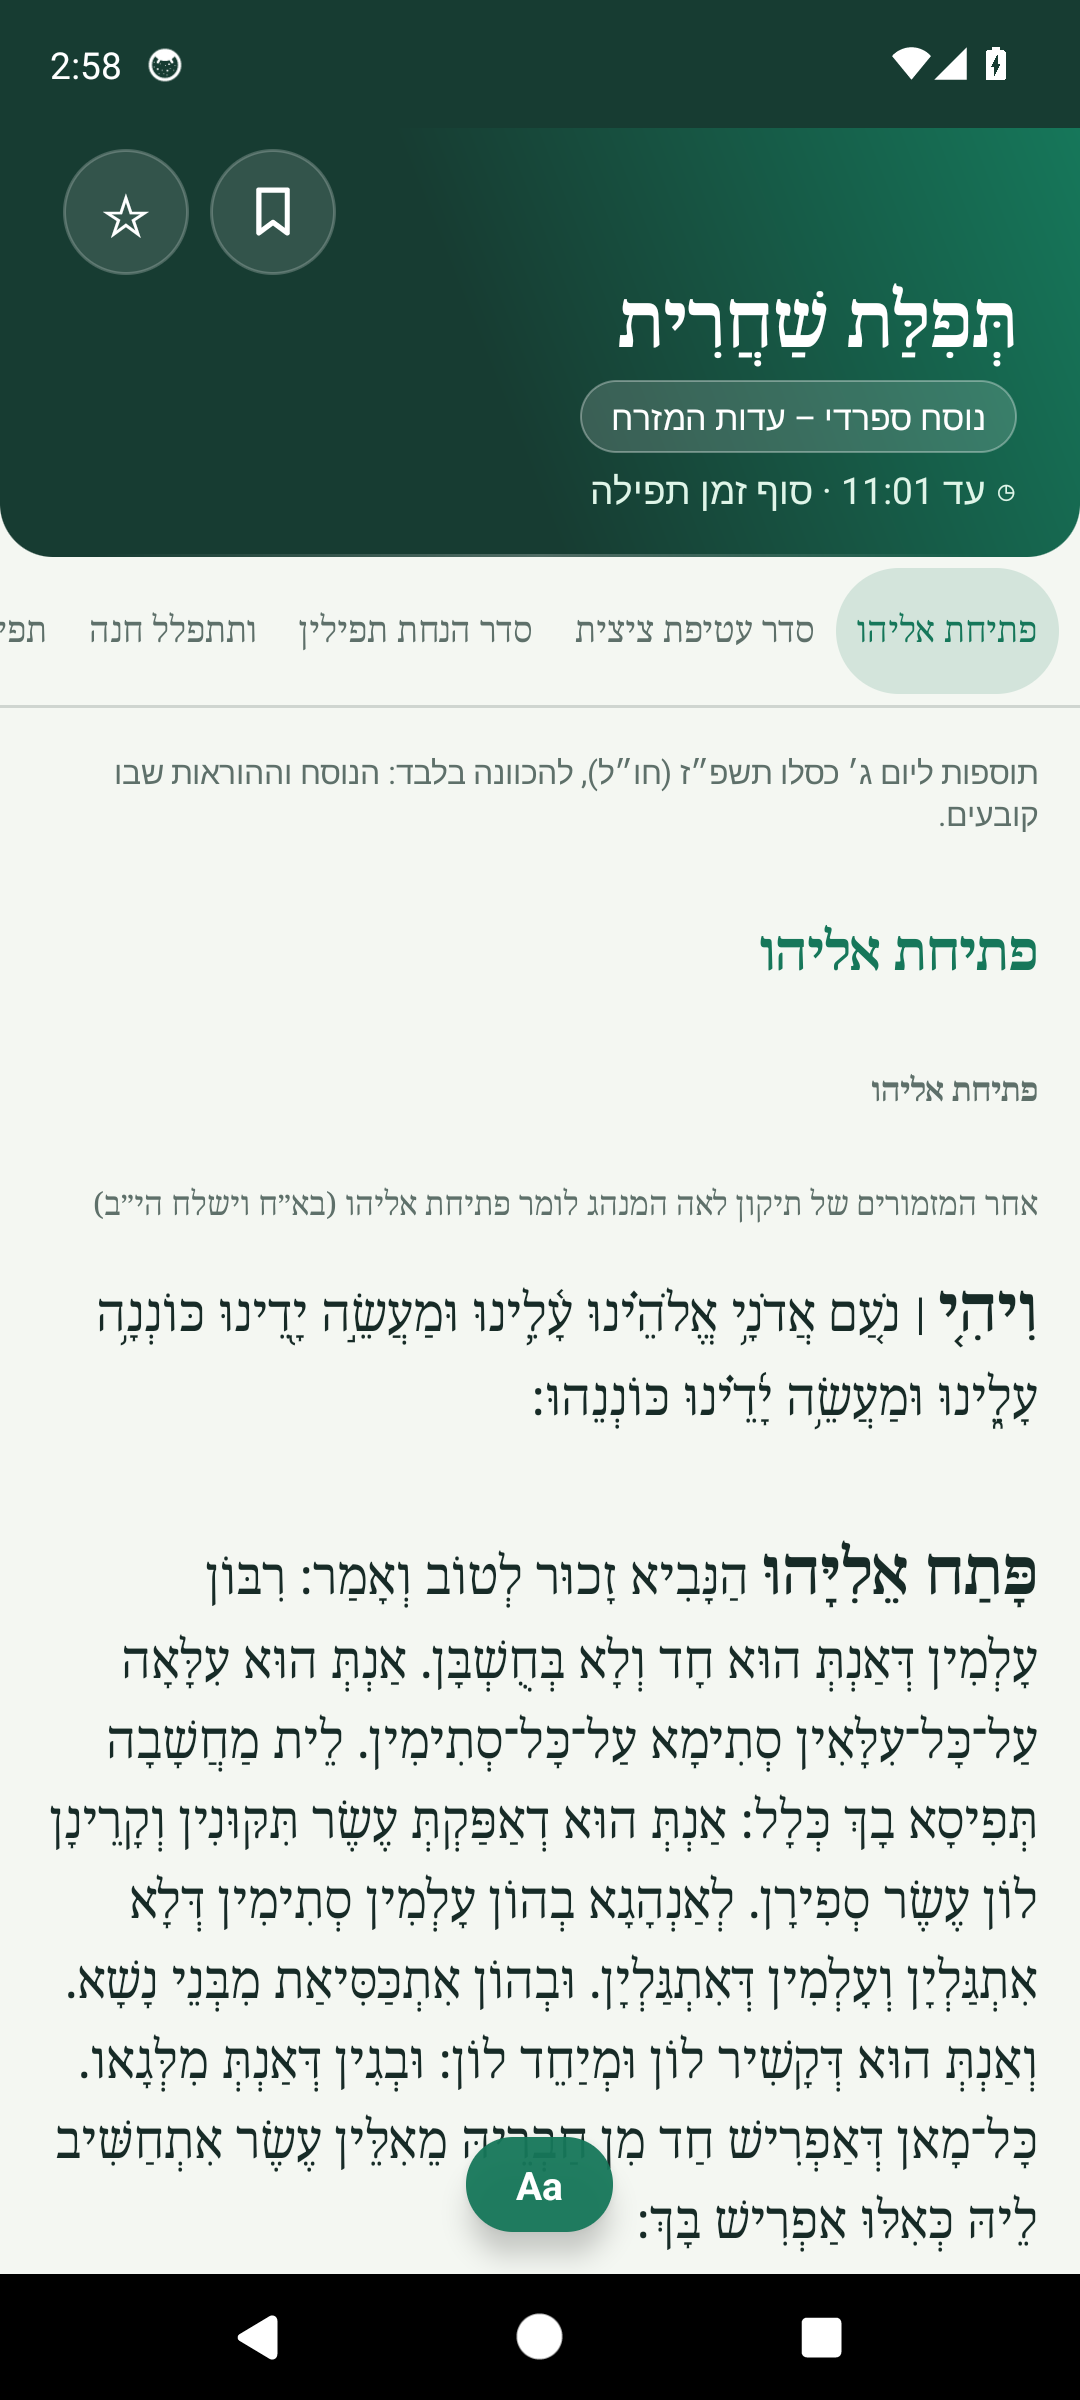 2:58
תְּפִלַּת שַׁחֲרִית
נוסח ספרדי – עדות המזרח
עד 11:01 · סוף זמן תפילה
פתיחת אליהו סדר עטיפת ציצית סדר הנחת תפילין ותתפלל חנה תפי
תוספות ליום ג׳ כסלו תשפ״ז (חו״ל), להכוונה בלבד: הנוסח וההוראות שבו
קובעים.
פתיחת אליהו
פתיחת אליהו
אחר המזמורים של תיקון לאה המנהג לומר פתיחת אליהו (בא״ח וישלח הי״ב)
וִיהִ֤י | נֹ֤עַם אֲדֹנָ֥י אֱלֹהֵ֗ינוּ עָ֫לֵ֥ינוּ וּמַעֲשֵׂ֣ה יָ֭דֵינוּ כּוֹנְנָ֥ה
עָלֵ֑ינוּ וּמַעֲשֵׂ֥ה יָ֝דֵ֗ינוּ כּוֹנְנֵהוּ:
פָּתַח אֵלִיָּהוּ הַנָּבִיא זָכוּר לְטוֹב וְאָמַר: רִבּוֹן
עָלְמִין דְּאַנְתְּ הוּא חָד וְלָא בְּחֻשְׁבָּן. אַנְתְּ הוּא עִלָּאָה
עַל־כָּל־עִלָּאִין סְתִימָא עַל־כָּל־סְתִימִין. לֵית מַחֲשָׁבָה
תְּפִיסָא בָךְ כְּלָל: אַנְתְּ הוּא דְאַפַּקְתְּ עֶשֶׂר תִּקּוּנִין וְקָרֵינָן
לוֹן עֶשֶׂר סְפִירָן. לְאַנְהָגָא בְהוֹן עָלְמִין סְתִימִין דְּלָא
אִתְגַּלְיָן וְעָלְמִין דְּאִתְגַּלְיָן. וּבְהוֹן אִתְכַּסִּיאַת מִבְּנֵי נָשָׁא.
וְאַנְתְּ הוּא דְּקָשִׁיר לוֹן וּמְיַחֵד לוֹן: וּבְגִין דְּאַנְתְּ מִלְּגָאו.
כָּל־מָאן דְּאַפְרִישׁ חַד מִן חַבְרֵיהּ מֵאִלֵּין עֶשֶׂר אִתְחַשִּׁיב
לֵיהּ כְּאִלּוּ אַפְרִישׁ בָּךְ:
Aa